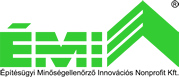 ®
ÉMI
Építésügyi Minőségellenőrző Innovációs Nonprofit Kft.